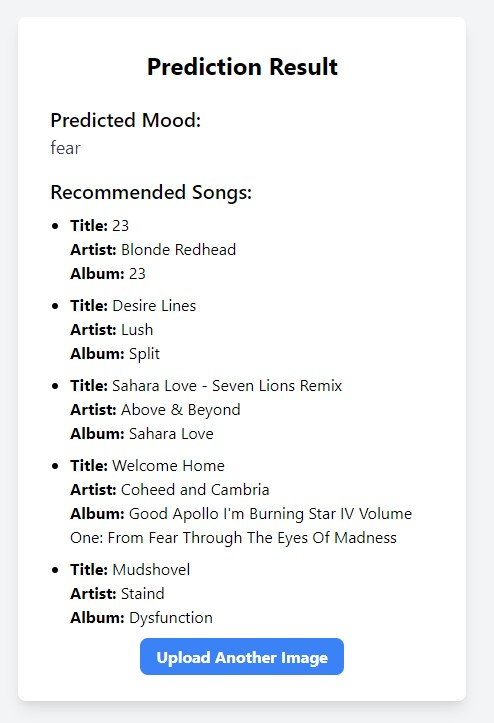 Prediction Result
Predicted Mood:
fear
Recommended Songs:
Title: 23
Artist: Blonde Redhead
Album: 23
Title: Desire Lines
Artist: Lush
Album: Split
Title: Sahara Love - Seven Lions Remix
Artist: Above & Beyond
Album: Sahara Love
Title: Welcome Home
Artist: Coheed and Cambria
Album: Good Apollo I'm Burning Star IV Volume
One: From Fear Through The Eyes Of Madness
Title: Mudshovel
Artist: Staind
Album: Dysfunction
Upload Another Image